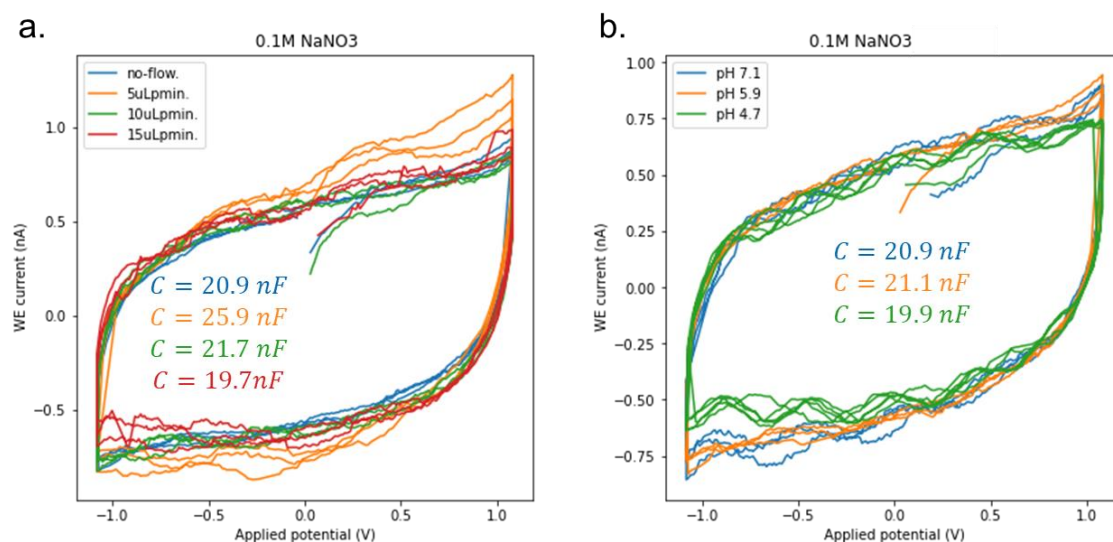 a.
0.1M NaNO3
no-flow.
5uLpmin.
10uLpmin.
15uLpmin.
1.0
0.5
0.0
−0.5
WE current (nA)
C = 20.9 nF
C = 25.9 nF
C = 21.7 nF
C = 19.7nF
−1.0 −0.5 0.0 0.5 1.0
Applied potential (V)
b.
0.1M NaNO3
pH 7.1
pH 5.9
pH 4.7
1.00
0.75
0.50
0.25
0.00
−0.25
−0.50
−0.75
WE current (nA)
C = 20.9 nF
C = 21.1 nF
C = 19.9 nF
−1.0 −0.5 0.0 0.5 1.0
Applied potential (V)